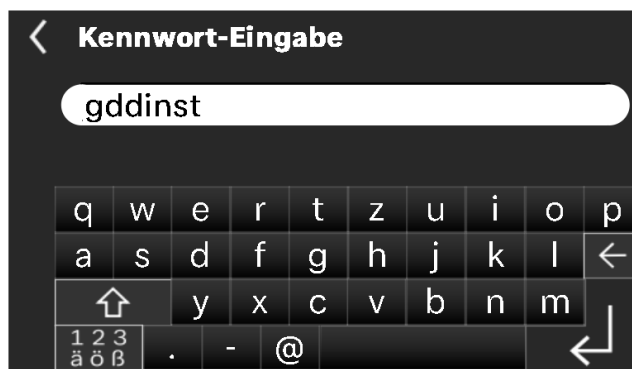 Kennwort-Eingabe
gddinst
q w e r t z u i o p
a s d f g h j k l
y x c v b n m
1 2 3
ä ö ß . - @